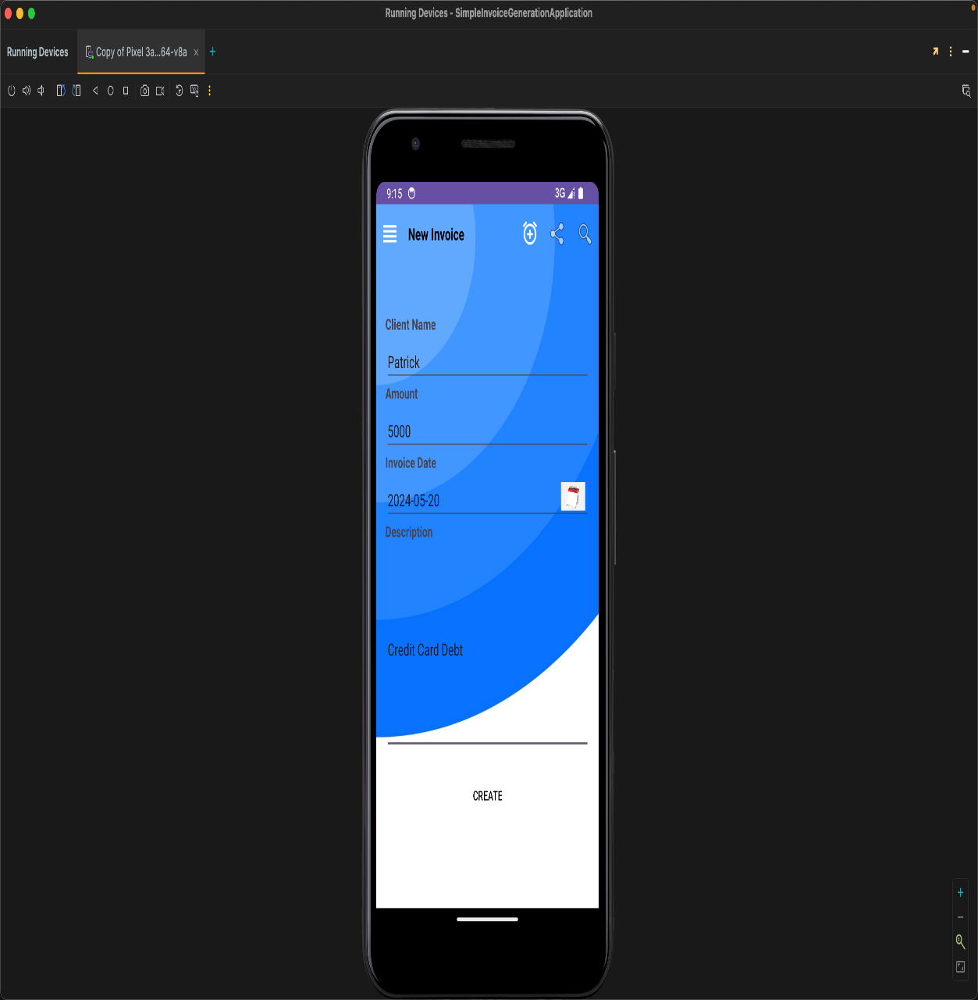 Running Devices - SimpleInvoiceGenerationApplication
Running Devices
Copy of Pixel 3a...64-v8a
9:15
3G
New Invoice
Client Name
Patrick
Amount
5000
Invoice Date
2024-05-20
Description
Credit Card Debt
CREATE